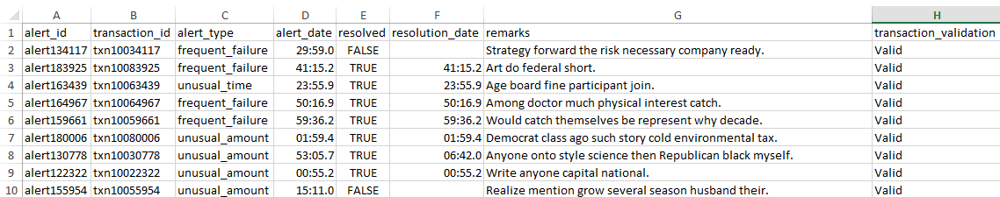 A B C D E F G H
1 alert_id transaction_id alert_type alert_date resolved resolution_date remarks transaction_validation
2 alert134117 txn10034117 frequent_failure 29:59.0 FALSE Strategy forward the risk necessary company ready. Valid
3 alert183925 txn10083925 frequent_failure 41:15.2 TRUE 41:15.2 Art do federal short. Valid
4 alert163439 txn10063439 unusual_time 23:55.9 TRUE 23:55.9 Age board fine participant join. Valid
5 alert164967 txn10064967 frequent_failure 50:16.9 TRUE 50:16.9 Among doctor much physical interest catch. Valid
6 alert159661 txn10059661 frequent_failure 59:36.2 TRUE 59:36.2 Would catch themselves be represent why decade. Valid
7 alert180006 txn10080006 unusual_amount 01:59.4 TRUE 01:59.4 Democrat class ago such story cold environmental tax. Valid
8 alert130778 txn10030778 unusual_amount 53:05.7 TRUE 06:42.0 Anyone onto style science then Republican black myself. Valid
9 alert122322 txn10022322 unusual_amount 00:55.2 TRUE 00:55.2 Write anyone capital national. Valid
10 alert155954 txn10055954 unusual_amount 15:11.0 FALSE Realize mention grow several season husband their. Valid